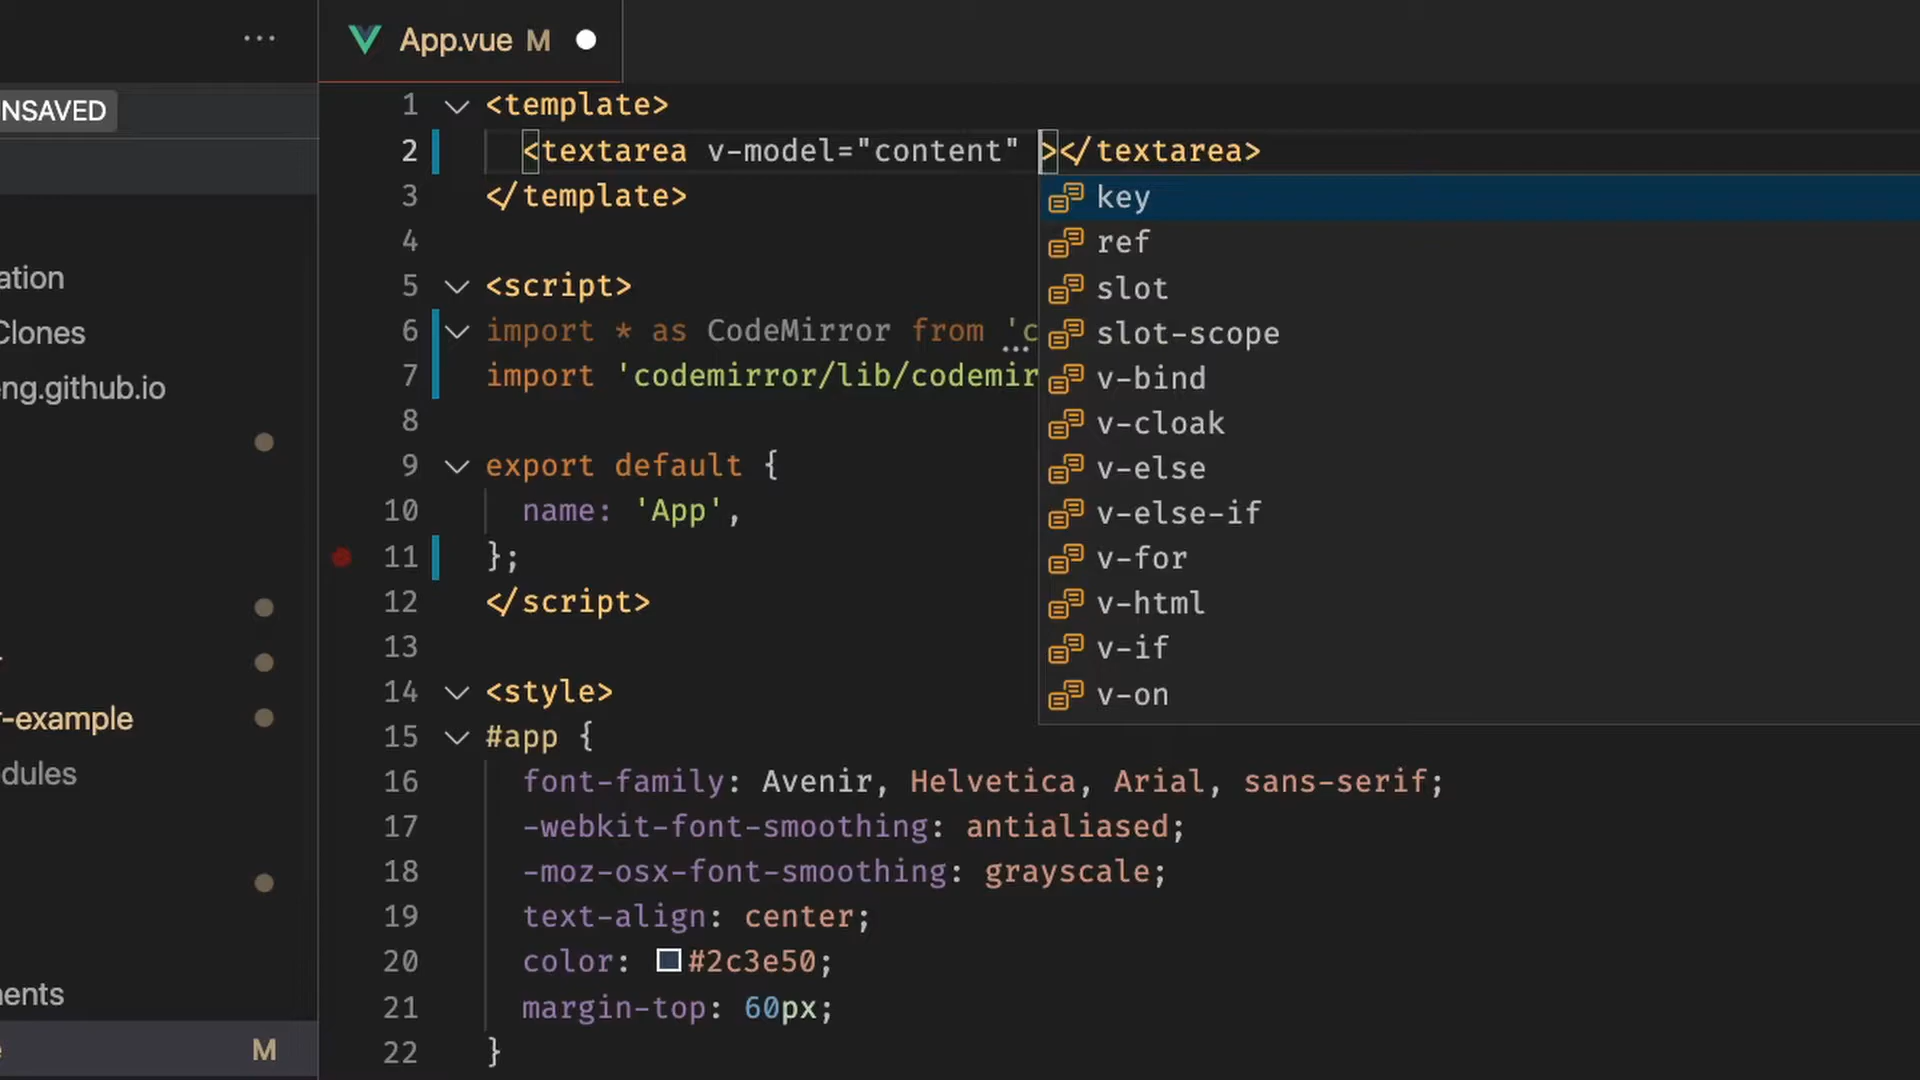 ...
App.vue M
NSAVED
ation
Clones
eng.github.io
r-example
dules
ents
M
1 <template>
2 <textarea v-model="content" ></textarea>
3 </template>
4
5 <script>
6 import * as CodeMirror from 'c
7 import 'codemirror/lib/codemir
8
9 export default {
10 name: 'App',
11 };
12 </script>
13
14 <style>
15 #app {
16 font-family: Avenir, Helvetica, Arial, sans-serif;
17 -webkit-font-smoothing: antialiased;
18 -moz-osx-font-smoothing: grayscale;
19 text-align: center;
20 color: #2c3e50;
21 margin-top: 60px;
22 }
key
ref
slot
slot-scope
v-bind
v-cloak
v-else
v-else-if
v-for
v-html
v-if
v-on